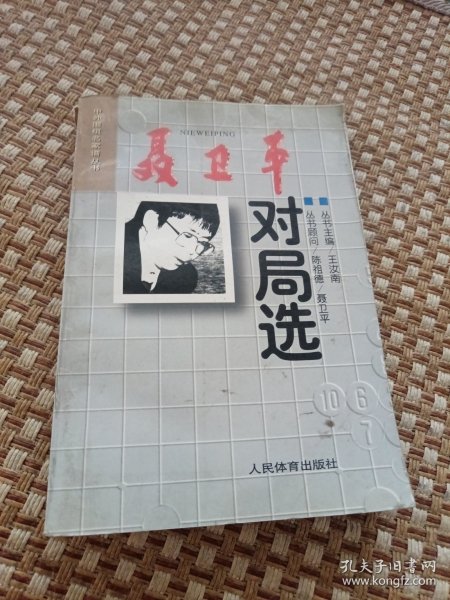 NIEWEIPING
聂卫平
对局选
丛书主编／王汝南
丛书顾问／陈祖德／聂卫平
10
6
7
人民体育出版社
孔夫子旧书网
www.kongfz.com